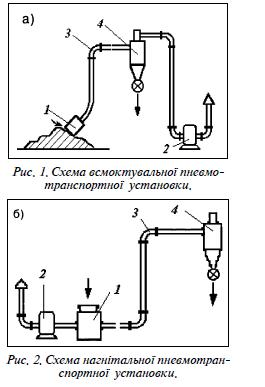 а)
4
3
1
2
Рис. 1. Схема всмоктувальної пневмо-
транспортної установки.
б)
3
4
2
1
Рис. 2. Схема нагнітальної пневмотран-
спортної установки.